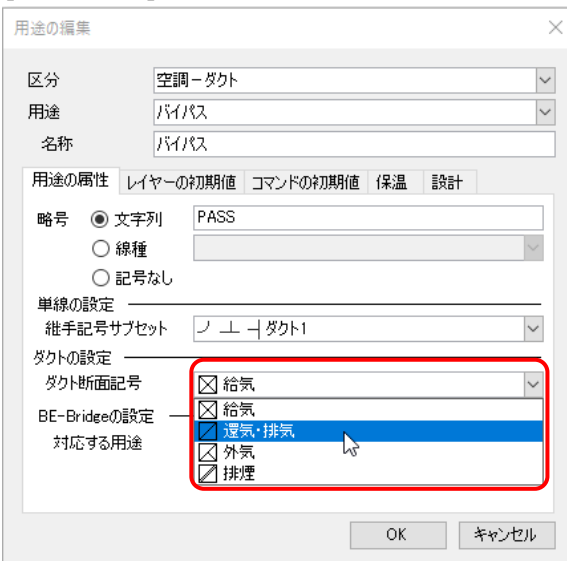 用途の編集
区分 空調－ダクト
用途 バイパス
名称 バイパス
用途の属性 レイヤーの初期値 コマンドの初期値 保温 設計
略号 文字列 PASS
線種
記号なし
単線の設定
継手記号サブセット ダクト1
ダクトの設定
ダクト断面記号 給気
給気
BE-Bridgeの設定
還気・排気
対応する用途
外気
排煙
OK キャンセル